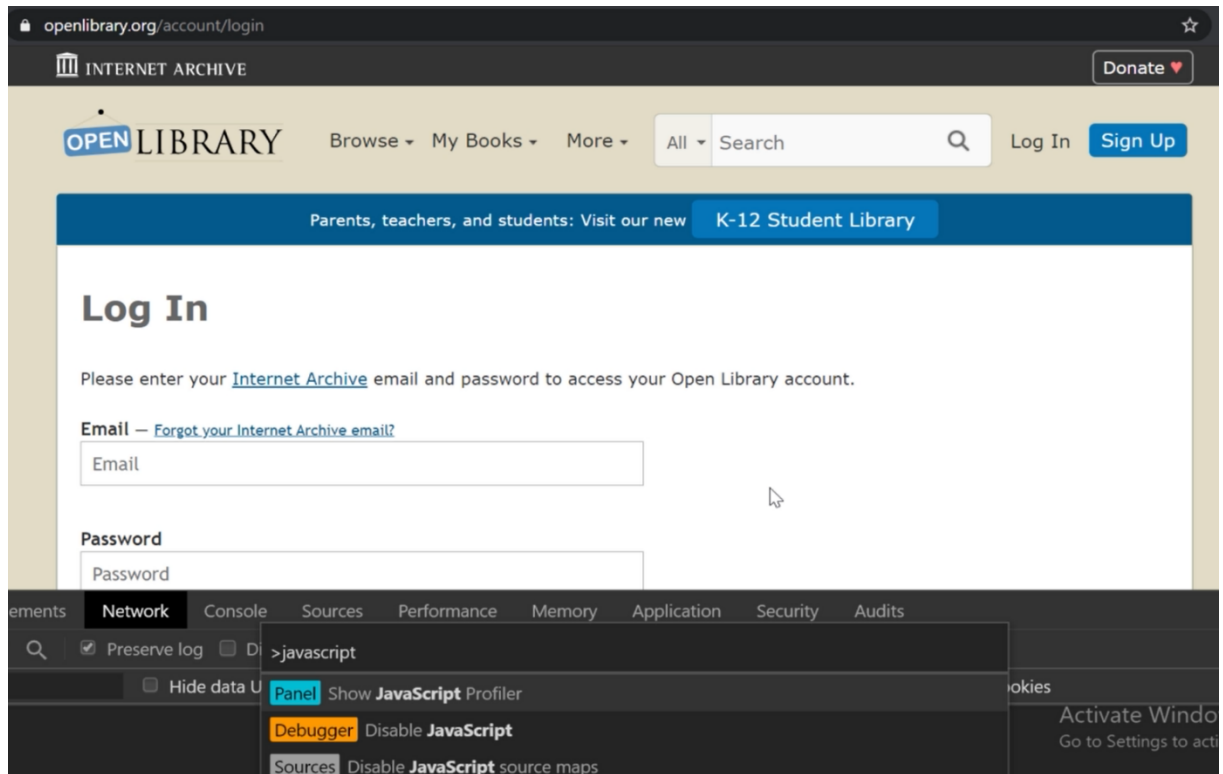 openlibrary.org/account/login
INTERNET ARCHIVE
Donate
OPEN LIBRARY Browse My Books More All Search Log In Sign Up
Parents, teachers, and students: Visit our new K-12 Student Library
Log In
Please enter your Internet Archive email and password to access your Open Library account.
Email — Forgot your Internet Archive email?
Email
Password
Password
ements Network Console Sources Performance Memory Application Security Audits
Preserve log Di
>javascript
Hide data U
ookies
Panel Show JavaScript Profiler
Debugger Disable JavaScript
Sources Disable JavaScript source maps
Activate Windo
Go to Settings to acti